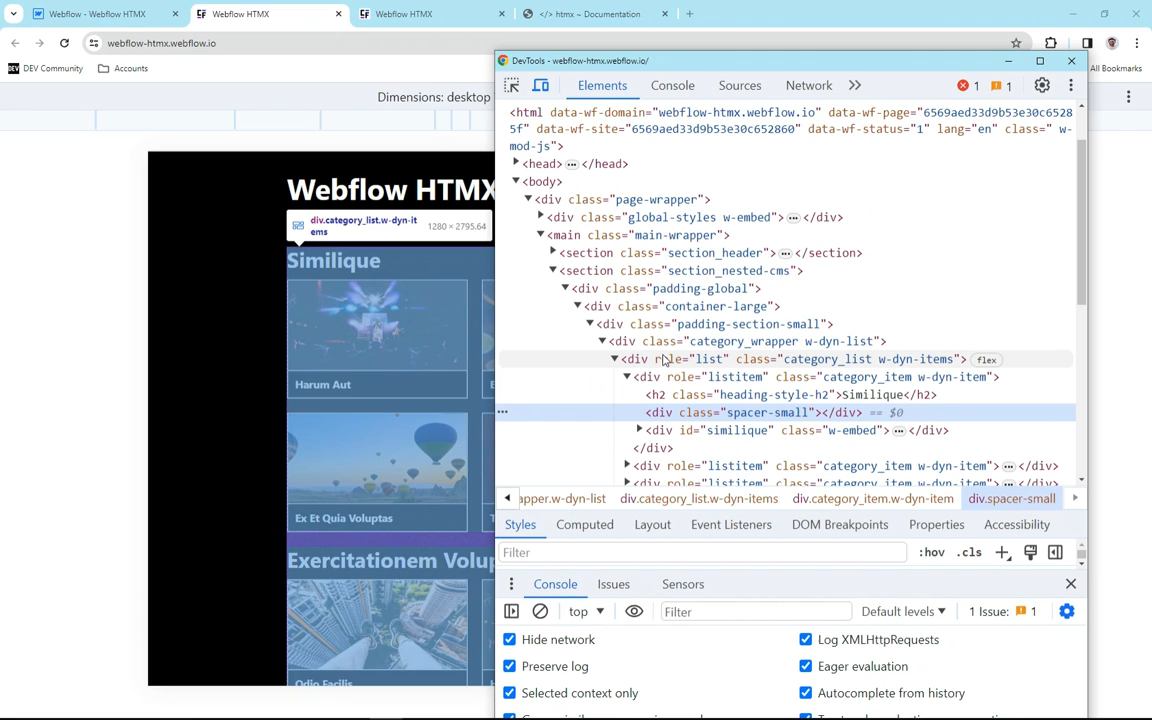 Webflow - Webflow HTMX
Webflow HTMX
Webflow HTMX
</> htmx ~ Documentation
webflow-htmx.webflow.io
DEV Community
Accounts
All Bookmarks
Dimensions: desktop
DevTools - webflow-htmx.webflow.io/
Elements
Console
Sources
Network
1
1
<html data-wf-domain="webflow-htmx.webflow.io" data-wf-page="6569aed33d9b53e30c6528
5f" data-wf-site="6569aed33d9b53e30c652860" data-wf-status="1" lang="en" class=" w-
mod-js">
<head> … </head>
<body>
<div class="page-wrapper">
<div class="global-styles w-embed"> … </div>
<main class="main-wrapper">
<section class="section_header"> … </section>
<section class="section_nested-cms">
<div class="padding-global">
<div class="container-large">
<div class="padding-section-small">
<div class="category_wrapper w-dyn-list">
<div role="list" class="category_list w-dyn-items"> flex
<div role="listitem" class="category_item w-dyn-item">
<h2 class="heading-style-h2">Similique</h2>
… <div class="spacer-small"></div> == $0
<div id="similique" class="w-embed"> … </div>
</div>
<div role="listitem" class="category_item w-dyn-item"> … </div>
<div role="listitem" class="category_item w-dyn-item"> … </div>
apper.w-dyn-list
div.category_list.w-dyn-items
div.category_item.w-dyn-item
div.spacer-small
Styles
Computed
Layout
Event Listeners
DOM Breakpoints
Properties
Accessibility
Filter
:hov
.cls
Console
Issues
Sensors
top
Filter
Default levels
1 Issue:
1
Hide network
Log XMLHttpRequests
Preserve log
Eager evaluation
Selected context only
Autocomplete from history
Webflow HTMX
div.category_list.w-dyn-it
ems
1280 × 2795.64
Similique
Harum Aut
Ex Et Quia Voluptas
Exercitationem Volup
Odio Facilis